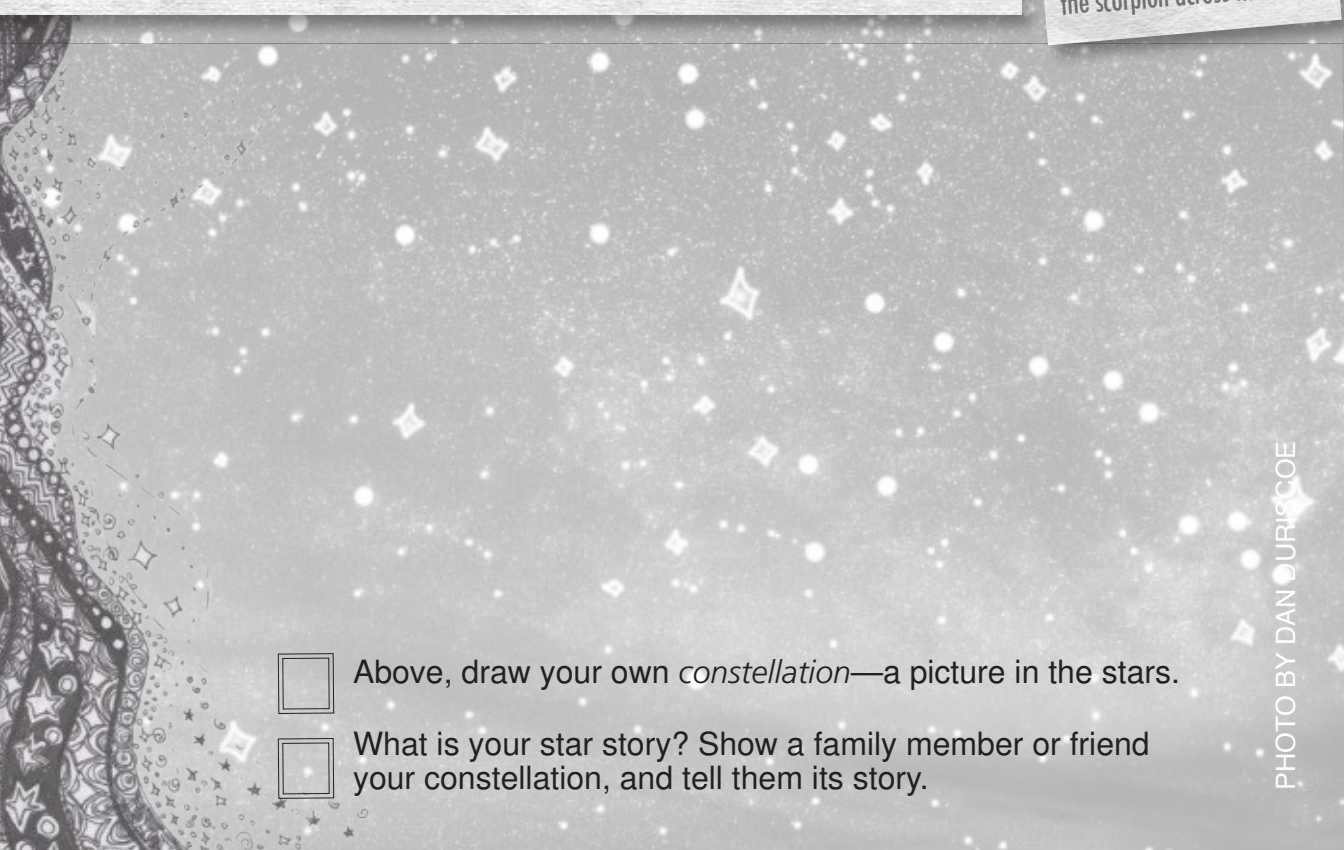 the scorpion across
Above, draw your own constellation—a picture in the stars.
What is your star story? Show a family member or friend
your constellation, and tell them its story.
PHOTO BY DAN DURISCOE